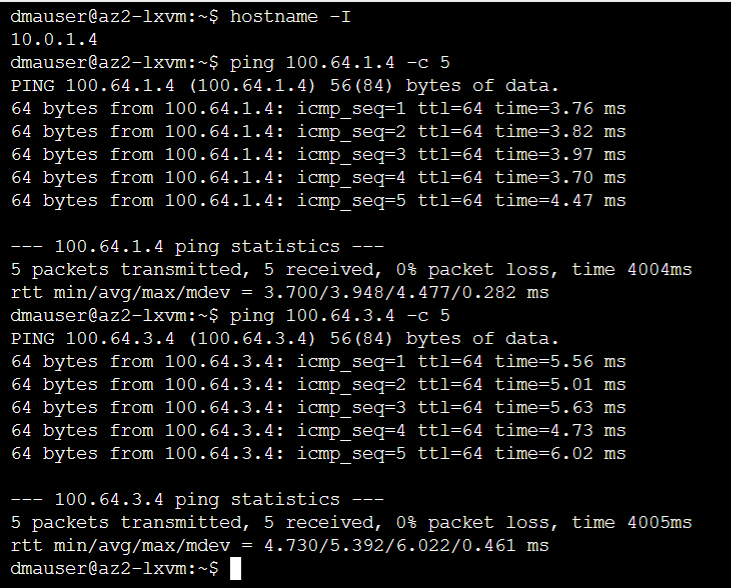 dmauser@az2-lxvm:~$ hostname -I
10.0.1.4
dmauser@az2-lxvm:~$ ping 100.64.1.4 -c 5
PING 100.64.1.4 (100.64.1.4) 56(84) bytes of data.
64 bytes from 100.64.1.4: icmp_seq=1 ttl=64 time=3.76 ms
64 bytes from 100.64.1.4: icmp_seq=2 ttl=64 time=3.82 ms
64 bytes from 100.64.1.4: icmp_seq=3 ttl=64 time=3.97 ms
64 bytes from 100.64.1.4: icmp_seq=4 ttl=64 time=3.70 ms
64 bytes from 100.64.1.4: icmp_seq=5 ttl=64 time=4.47 ms

--- 100.64.1.4 ping statistics ---
5 packets transmitted, 5 received, 0% packet loss, time 4004ms
rtt min/avg/max/mdev = 3.700/3.948/4.477/0.282 ms
dmauser@az2-lxvm:~$ ping 100.64.3.4 -c 5
PING 100.64.3.4 (100.64.3.4) 56(84) bytes of data.
64 bytes from 100.64.3.4: icmp_seq=1 ttl=64 time=5.56 ms
64 bytes from 100.64.3.4: icmp_seq=2 ttl=64 time=5.01 ms
64 bytes from 100.64.3.4: icmp_seq=3 ttl=64 time=5.63 ms
64 bytes from 100.64.3.4: icmp_seq=4 ttl=64 time=4.73 ms
64 bytes from 100.64.3.4: icmp_seq=5 ttl=64 time=6.02 ms

--- 100.64.3.4 ping statistics ---
5 packets transmitted, 5 received, 0% packet loss, time 4005ms
rtt min/avg/max/mdev = 4.730/5.392/6.022/0.461 ms
dmauser@az2-lxvm:~$